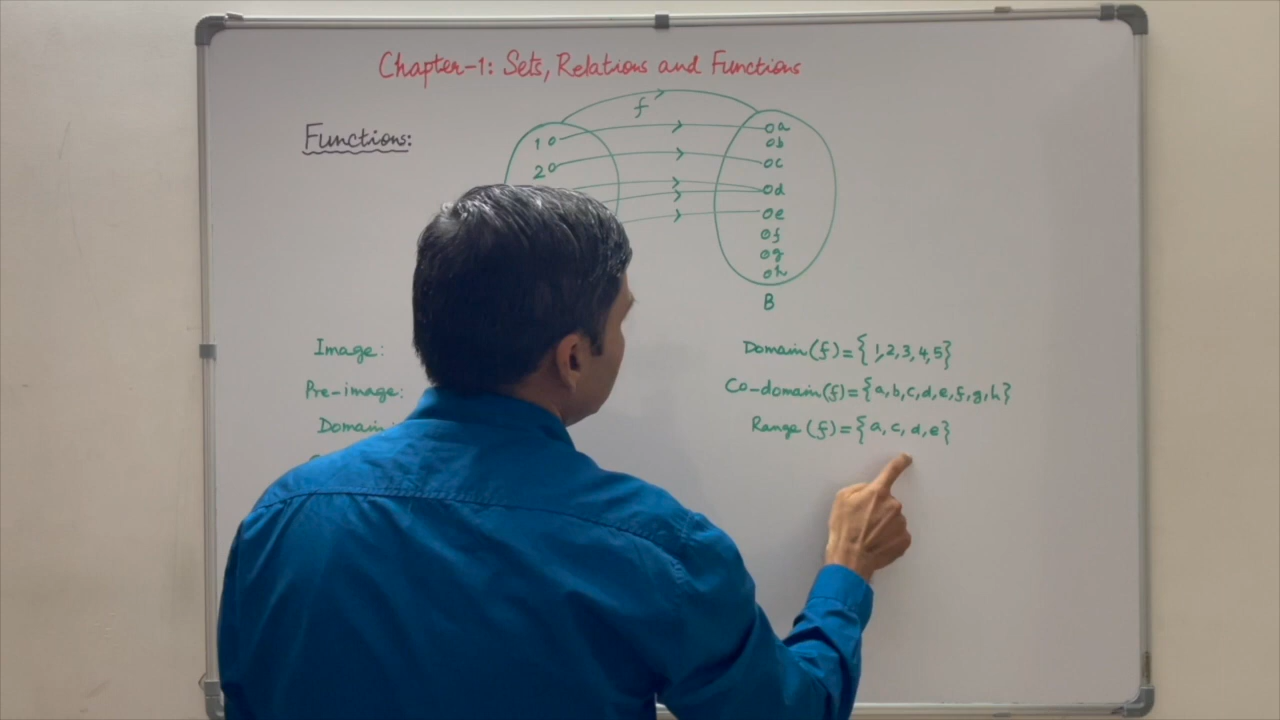 Chapter-1: Sets, Relations and Functions
Functions:
f
1
2
a
b
c
d
e
f
g
h
B
Image:
Pre-image:
Domain:
Domain(f)={1,2,3,4,5}
Co-domain(f)={a,b,c,d,e,f,g,h}
Range(f)={a,c,d,e}